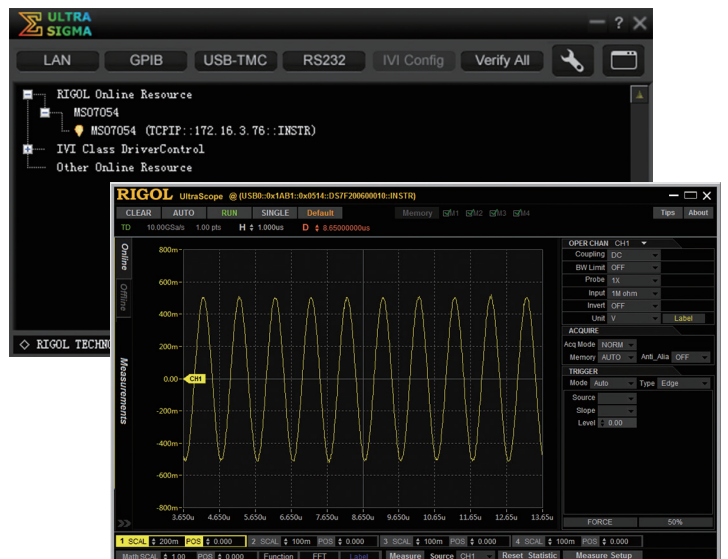 ULTRA
SIGMA
LAN GPIB USB-TMC RS232 IVI Config Verify All
RIGOL Online Resource
MSO7054
MSO7054 (TCPIP::172.16.3.76::INSTR)
IVI Class DriverControl
Other Online Resource
RIGOL TECHNO
RIGOL UltraScope @ (USB0::0x1AB1::0x0514::DS7F200600010::INSTR)
CLEAR AUTO RUN SINGLE Default Memory M1 M2 M3 M4 Tips About
TD 10.00GSa/s 1.00 pts H 1.000us D 8.65000000us
Online
Offline
Measurements
800m
600m
400m
200m
0.00
CH1
-200m
-400m
-600m
-800m
3.650u 4.650u 5.650u 6.650u 7.650u 8.650u 9.650u 10.65u 11.65u 12.65u 13.65u
OPER CHAN CH1
Coupling DC
BW Limit OFF
Probe 1X
Input 1M ohm
Invert OFF
Unit V Label
ACQUIRE
Acq Mode NORM
Memory AUTO Anti_Alia OFF
TRIGGER
Mode Auto Type Edge
Source
Slope
Level 0.00
FORCE 50%
1 SCAL 200m POS 0.000 2 SCAL 100m POS 0.000 3 SCAL 100m POS 0.000 4 SCAL 100m POS 0.000
Math SCAL 1.00 POS 0.000 Function FFT Label Measure Source CH1 Reset Statistic Measure Setup